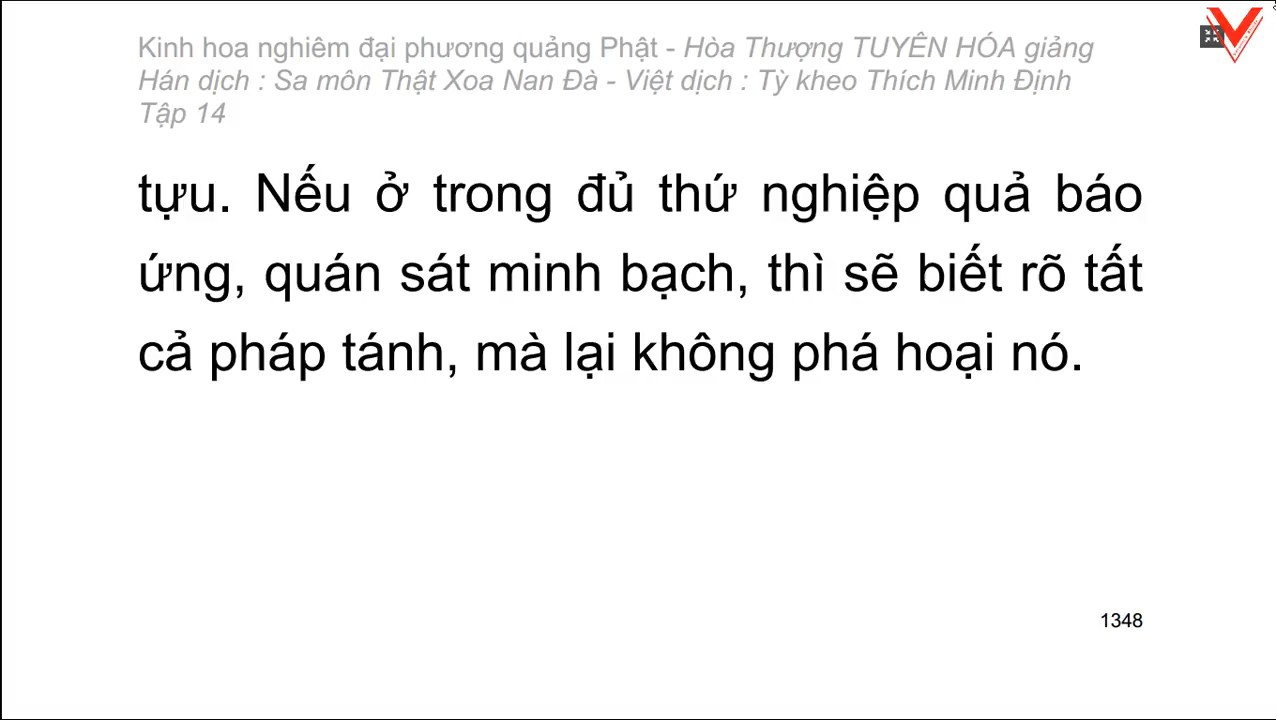 Kinh hoa nghiêm đại phương quảng Phật - Hòa Thượng TUYÊN HÓA giảng
Hán dịch : Sa môn Thật Xoa Nan Đà - Việt dịch : Tỳ kheo Thích Minh Định
Tập 14
tựu. Nếu ở trong đủ thứ nghiệp quả báo
ứng, quán sát minh bạch, thì sẽ biết rõ tất
cả pháp tánh, mà lại không phá hoại nó.
1348